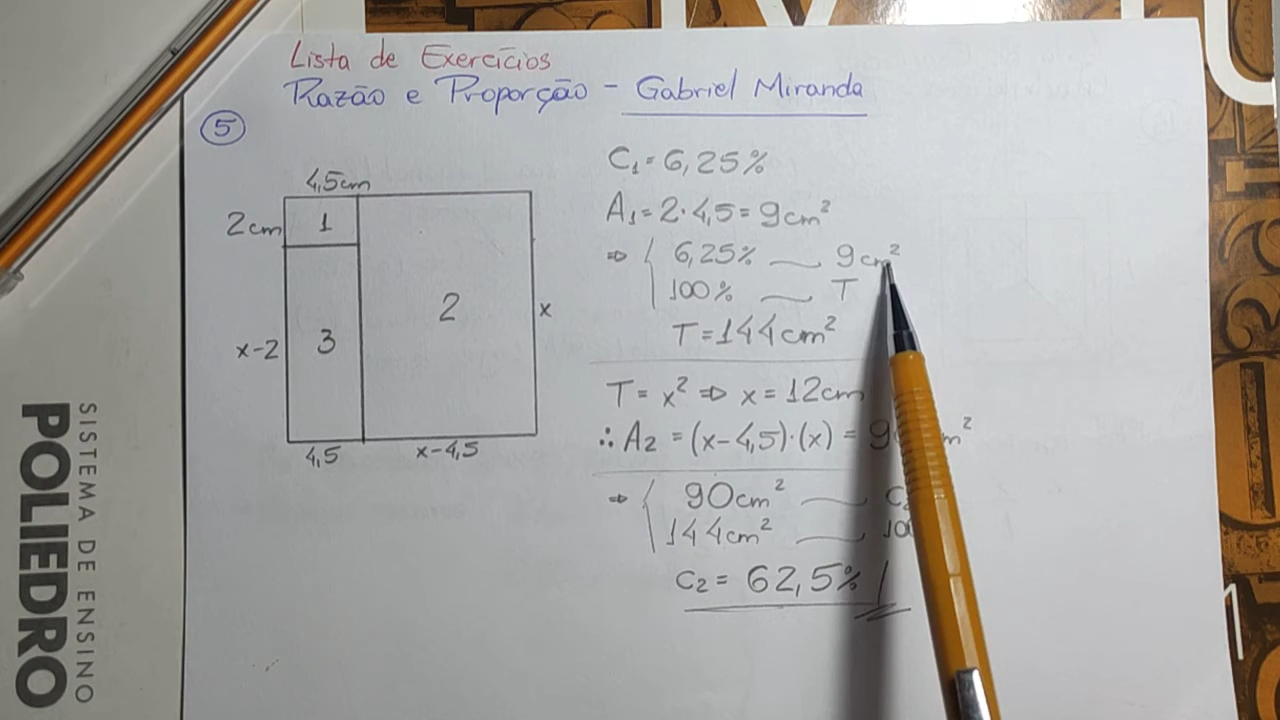 Lista de Exercícios
Razão e Proporção - Gabriel Miranda
5
4,5cm
2cm
1
2
3
x
x-2
4,5
x-4,5
C₁=6,25%
A₁=2·4,5=9cm²
⇒ { 6,25% — 9cm²
100% — T
T=144cm²
T=x² ⇒ x=12cm
∴A₂=(x-4,5)·(x)=
⇒ { 90cm² —
144cm² —
C₂=62,5%
SISTEMA DE ENSINO
POLIEDRO